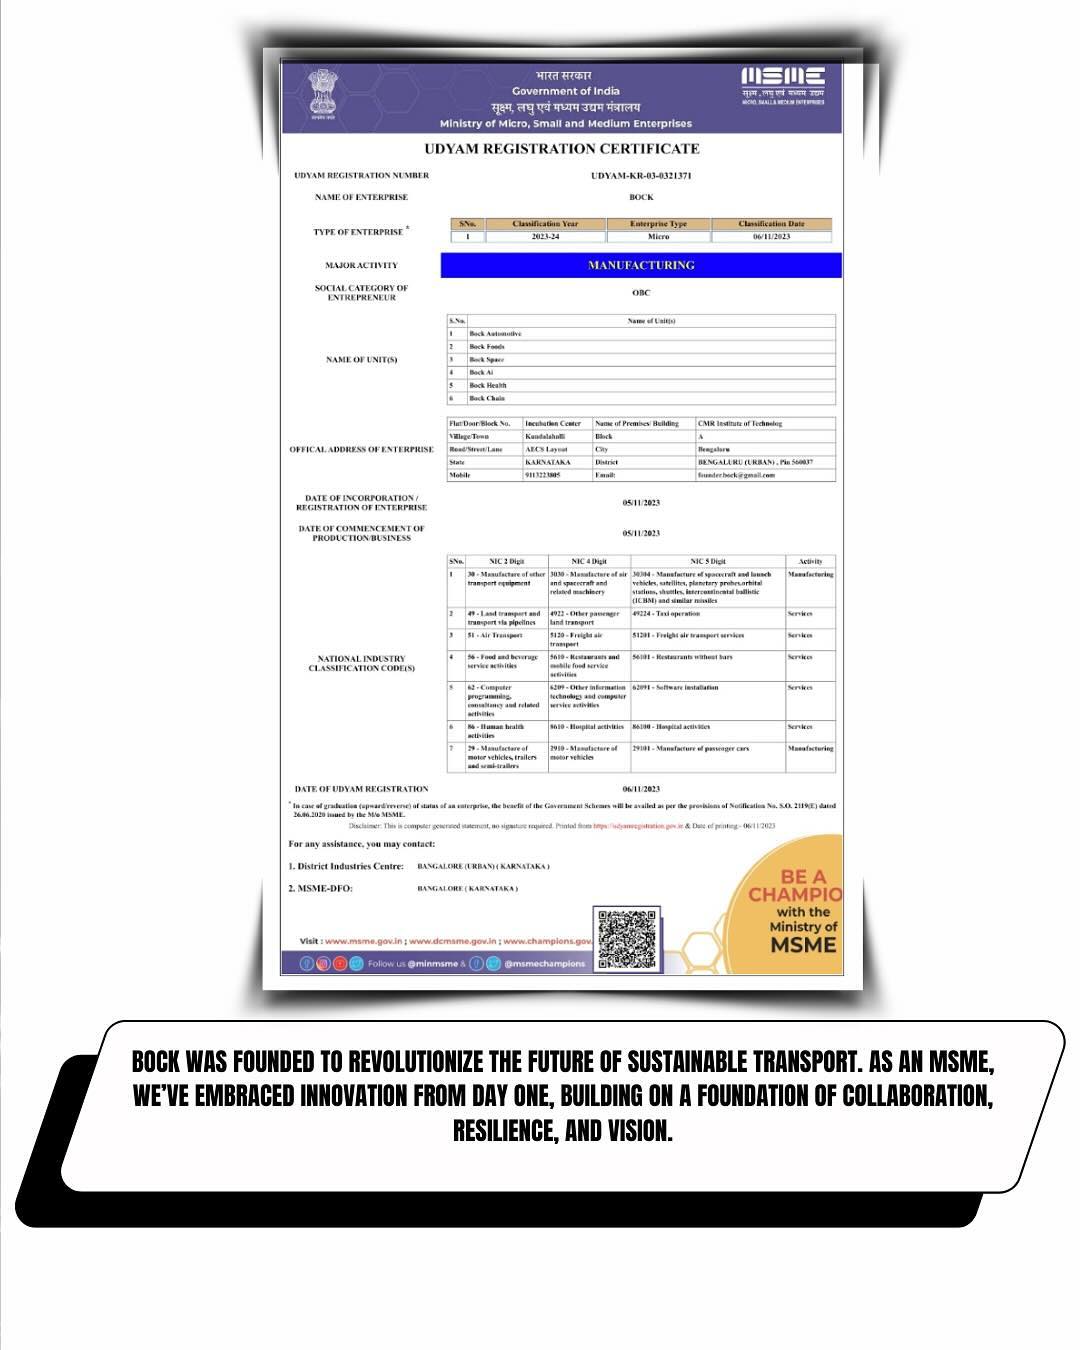 भारत सरकार
Government of India
सूक्ष्म, लघु एवं मध्यम उद्यम मंत्रालय
Ministry of Micro, Small and Medium Enterprises
MSME
सूक्ष्म, लघु एवं मध्यम उद्यम
MICRO, SMALL & MEDIUM ENTERPRISES
UDYAM REGISTRATION CERTIFICATE
UDYAM REGISTRATION NUMBER UDYAM-KR-03-0321371
NAME OF ENTERPRISE BOCK
TYPE OF ENTERPRISE *
SNo. Classification Year Enterprise Type Classification Date
1 2023-24 Micro 06/11/2023
MAJOR ACTIVITY MANUFACTURING
SOCIAL CATEGORY OF
ENTREPRENEUR
OBC
NAME OF UNIT(S)
S.No. Name of Unit(s)
1 Bock Automotive
2 Bock Foods
3 Bock Space
4 Bock Ai
5 Bock Health
6 Bock Chain
OFFICAL ADDRESS OF ENTERPRISE
Flat/Door/Block No. Incubation Center Name of Premises/ Building CMR Institute of Technolog
Village/Town Kundalahalli Block A
Road/Street/Lane AECS Layout City Bengaluru
State KARNATAKA District BENGALURU (URBAN) , Pin 560037
Mobile 9113223805 Email: founder.bock@gmail.com
DATE OF INCORPORATION /
REGISTRATION OF ENTERPRISE
05/11/2023
DATE OF COMMENCEMENT OF
PRODUCTION/BUSINESS
05/11/2023
NATIONAL INDUSTRY
CLASSIFICATION CODE(S)
SNo. NIC 2 Digit NIC 4 Digit NIC 5 Digit Activity
1 30 - Manufacture of other 3030 - Manufacture of air 30304 - Manufacture of spacecraft and launch Manufacturing
transport equipment and spacecraft and vehicles, satellites, planetary probes,orbital
related machinery stations, shuttles, intercontinental ballistic
(ICBM) and similar missiles
2 49 - Land transport and 4922 - Other passenger 49224 - Taxi operation Services
transport via pipelines land transport
3 51 - Air Transport 5120 - Freight air 51201 - Freight air transport services Services
transport
4 56 - Food and beverage 5610 - Restaurants and 56101 - Restaurants without bars Services
service activities mobile food service
activities
5 62 - Computer 6209 - Other information 62091 - Software installation Services
programming, technology and computer
consultancy and related service activities
activities
6 86 - Human health 8610 - Hospital activities 86100 - Hospital activities Services
activities
7 29 - Manufacture of 2910 - Manufacture of 29101 - Manufacture of passenger cars Manufacturing
motor vehicles, trailers motor vehicles
and semi-trailers
DATE OF UDYAM REGISTRATION 06/11/2023
* In case of graduation (upward/reverse) of status of an enterprise, the benefit of the Government Schemes will be availed as per the provisions of Notification No. S.O. 2119(E) dated
26.06.2020 issued by the M/o MSME.
Disclaimer: This is computer generated statement, no signature required. Printed from https://udyamregistration.gov.in & Date of printing:- 06/11/2023
For any assistance, you may contact:
1. District Industries Centre: BANGALORE (URBAN) ( KARNATAKA )
2. MSME-DFO: BANGALORE ( KARNATAKA )
BE A
CHAMPIO
with the
Ministry of
MSME
Visit : www.msme.gov.in ; www.dcmsme.gov.in ; www.champions.gov.
Follow us @minmsme & @msmechampions
BOCK WAS FOUNDED TO REVOLUTIONIZE THE FUTURE OF SUSTAINABLE TRANSPORT. AS AN MSME,
WE'VE EMBRACED INNOVATION FROM DAY ONE, BUILDING ON A FOUNDATION OF COLLABORATION,
RESILIENCE, AND VISION.